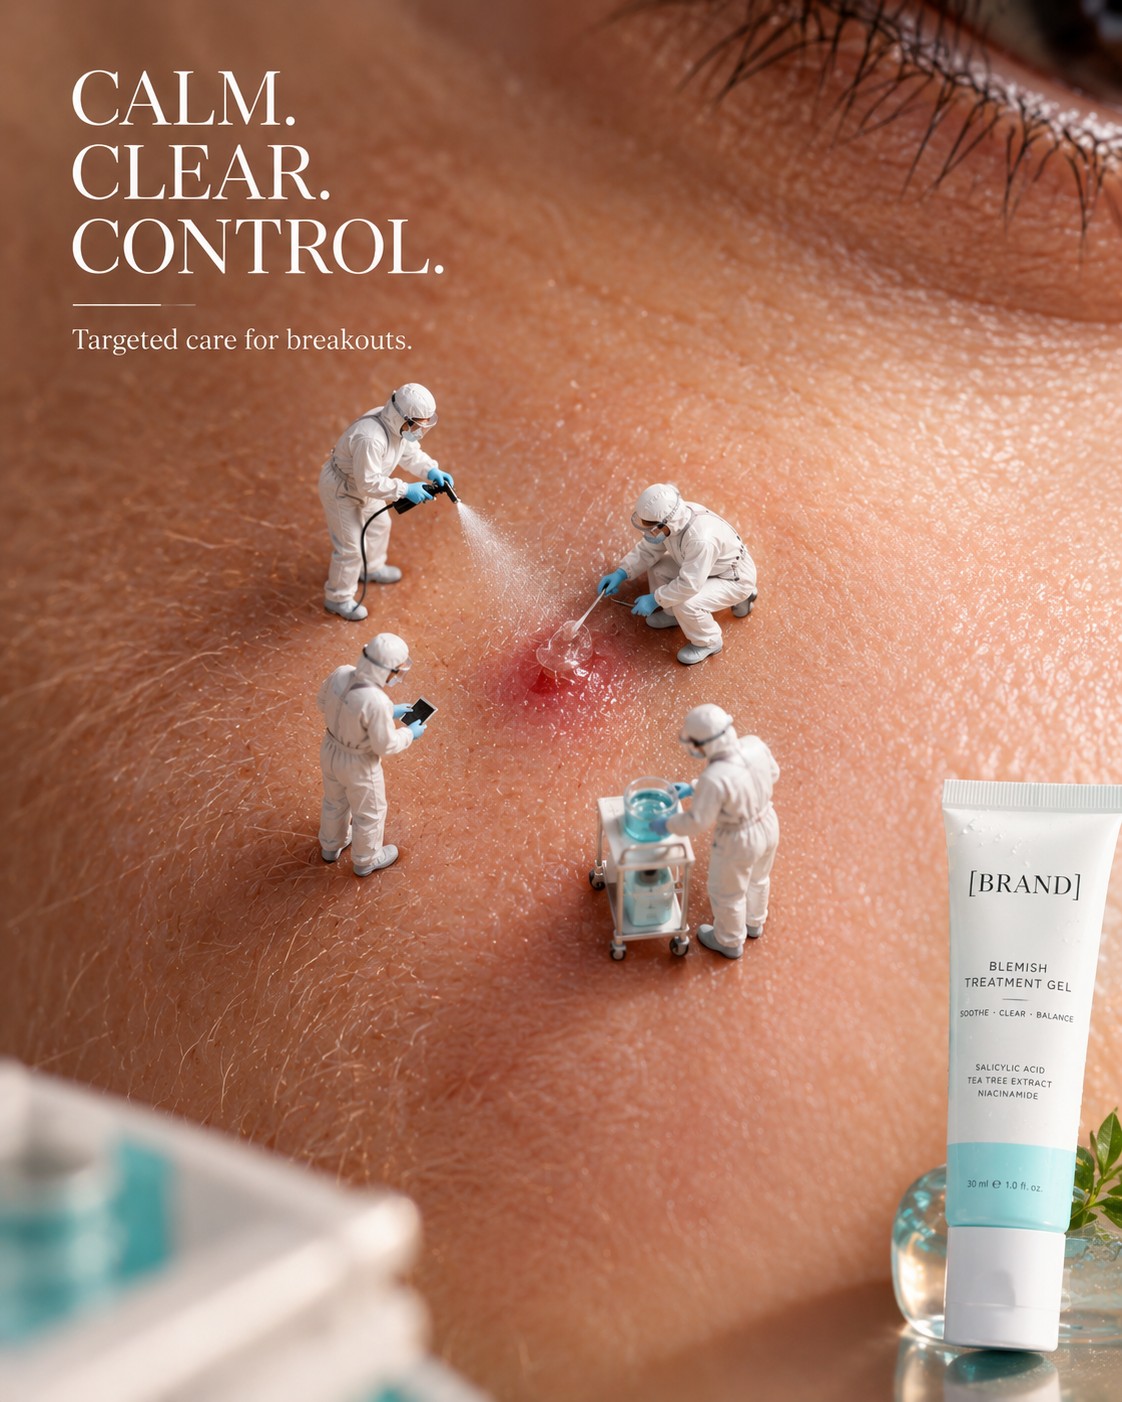 CALM.
CLEAR.
CONTROL.
Targeted care for breakouts.
[BRAND]
BLEMISH
TREATMENT GEL
SOOTHE · CLEAR · BALANCE
SALICYLIC ACID
TEA TREE EXTRACT
NIACINAMIDE
30 ml ℮ 1.0 fl. oz.